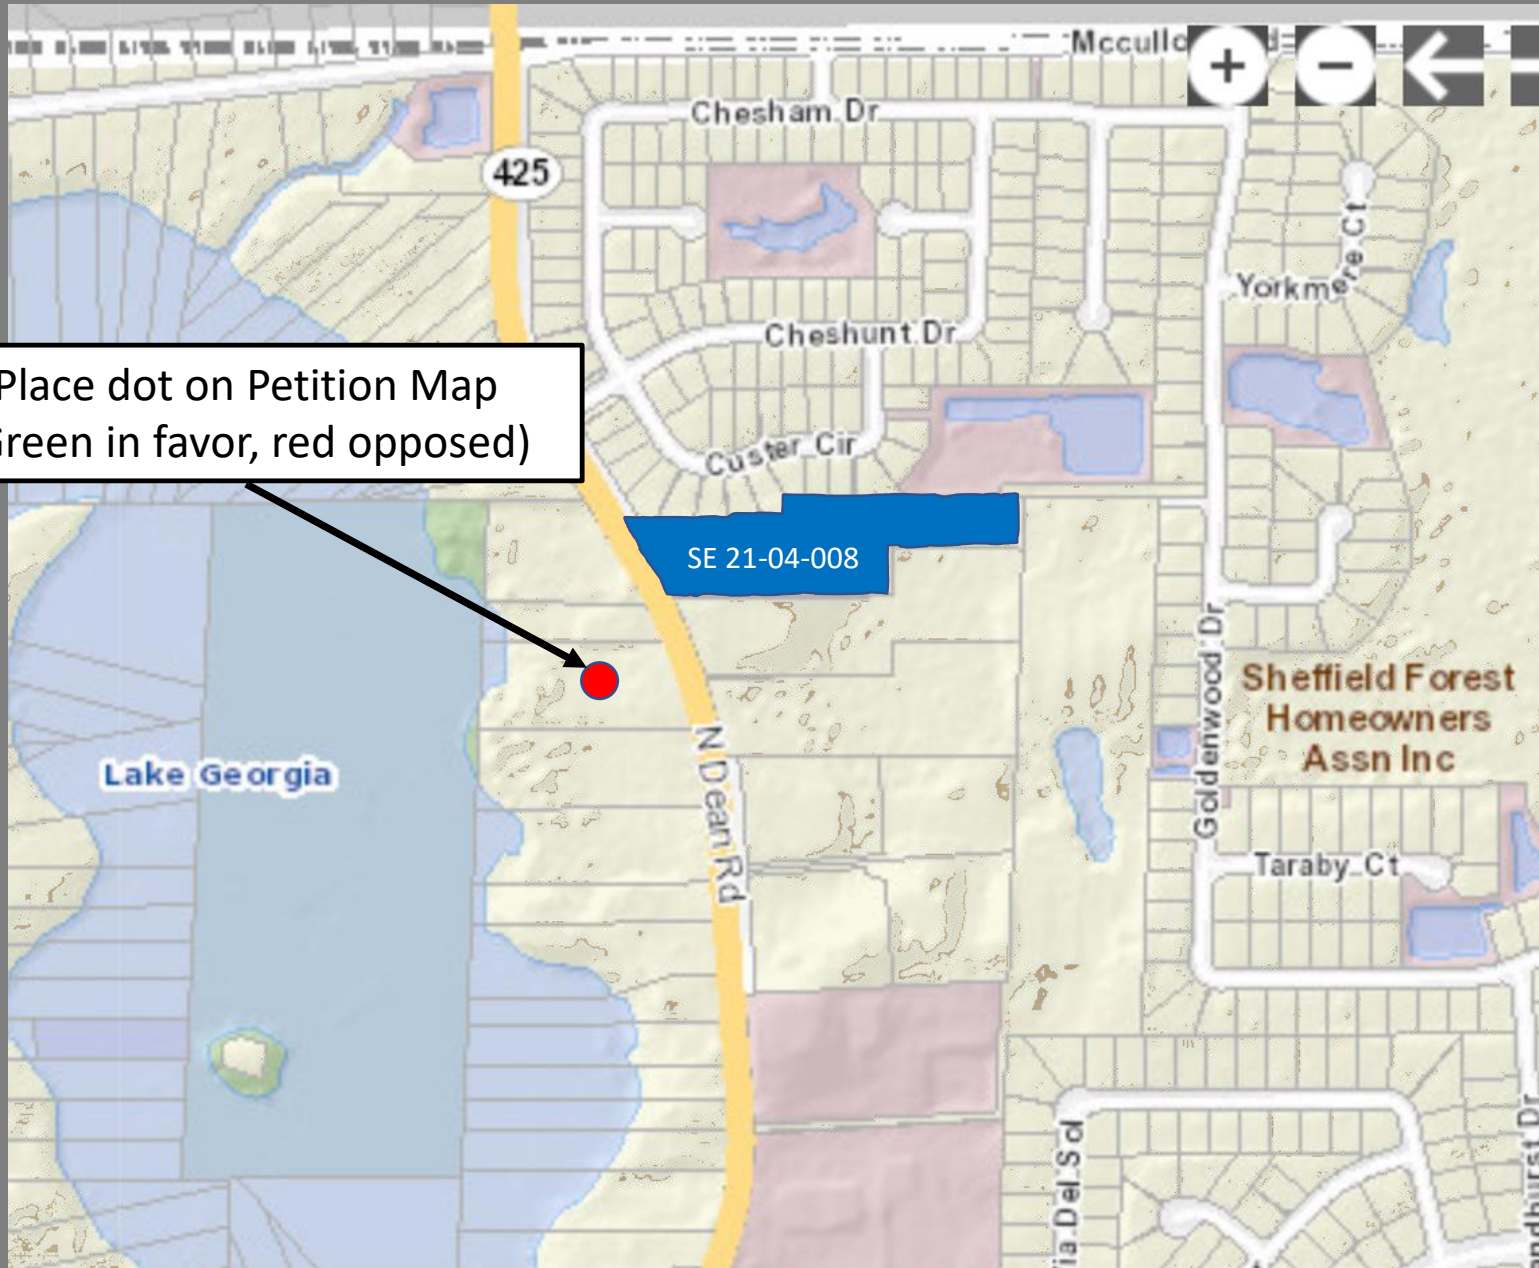 Mccullo
Chesham Dr
425
Yorkmere Ct
Cheshunt Dr
Place dot on Petition Map
Green in favor, red opposed)
Custer Cir
SE 21-04-008
Goldenwood Dr
Sheffield Forest
Homeowners
Assn Inc
N Dean Rd
Lake Georgia
Taraby Ct
ia Del Sol
ndhurst Dr